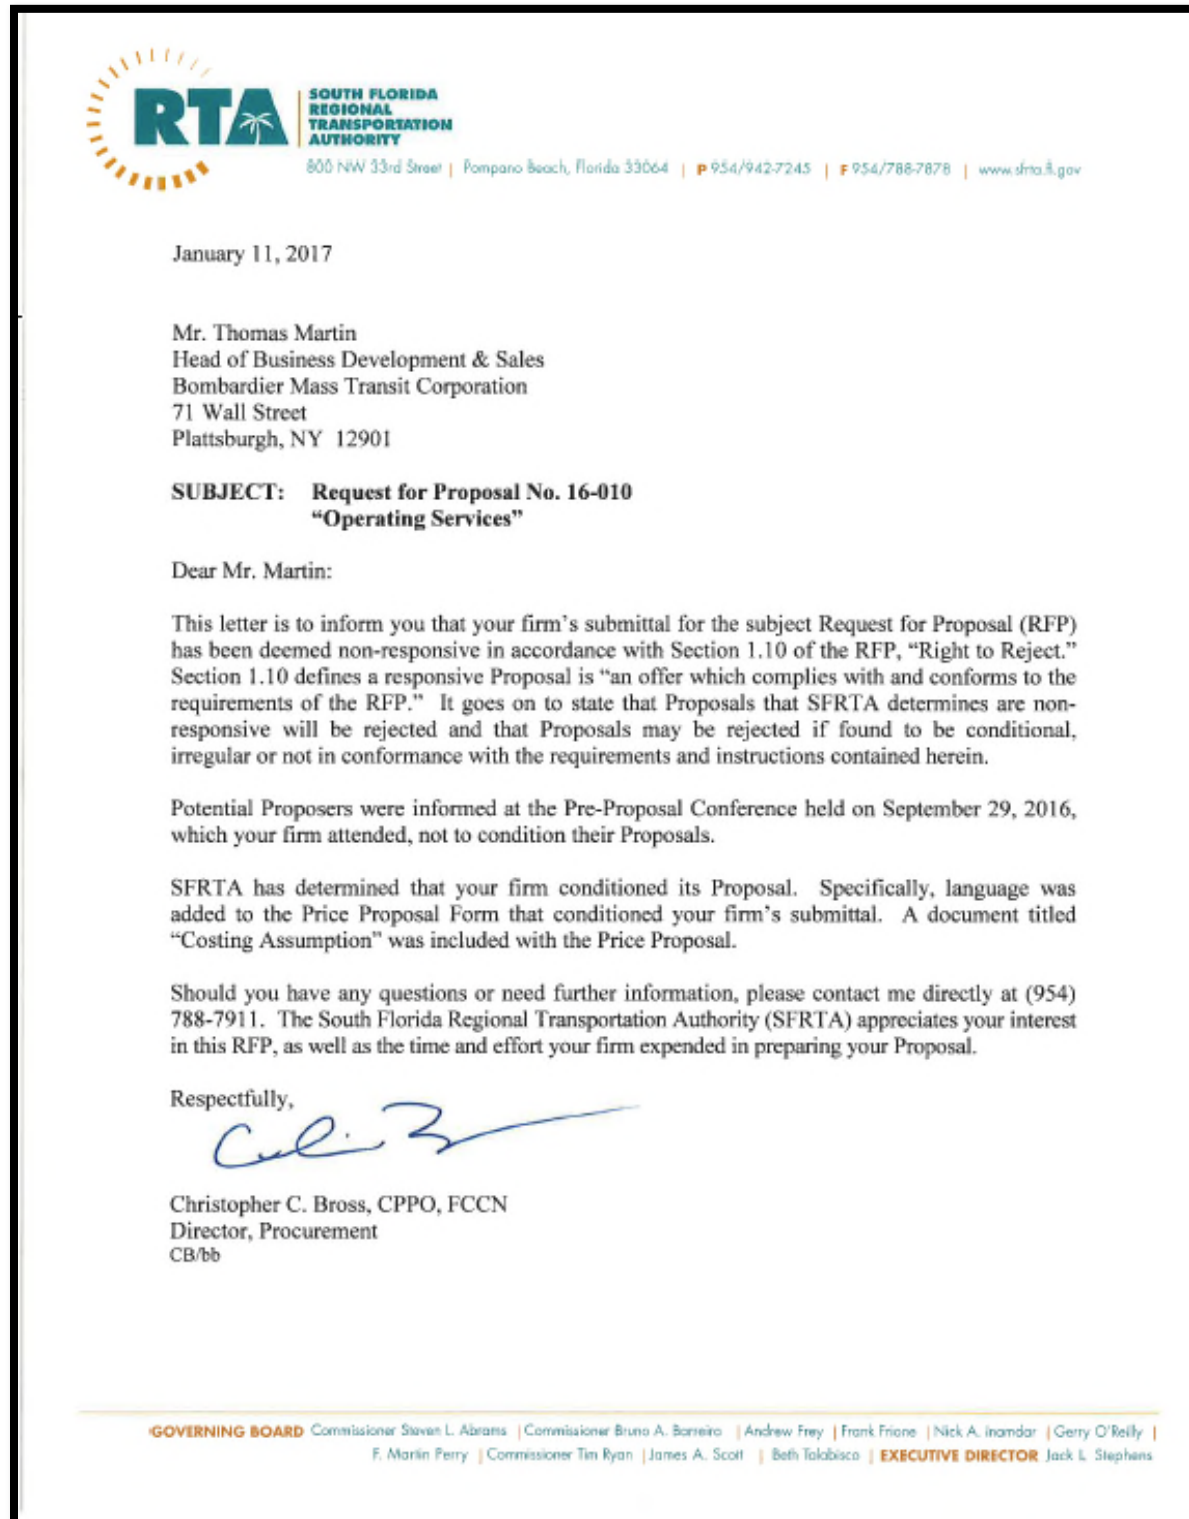 RTA
SOUTH FLORIDA
REGIONAL
TRANSPORTATION
AUTHORITY
800 NW 33rd Street | Pompano Beach, Florida 33064 | P 954/942-7245 | F 954/788-7878 | www.sfrta.fl.gov
January 11, 2017
Mr. Thomas Martin
Head of Business Development & Sales
Bombardier Mass Transit Corporation
71 Wall Street
Plattsburgh, NY 12901
SUBJECT: Request for Proposal No. 16-010
“Operating Services”
Dear Mr. Martin:
This letter is to inform you that your firm’s submittal for the subject Request for Proposal (RFP)
has been deemed non-responsive in accordance with Section 1.10 of the RFP, “Right to Reject.”
Section 1.10 defines a responsive Proposal is “an offer which complies with and conforms to the
requirements of the RFP.” It goes on to state that Proposals that SFRTA determines are non-
responsive will be rejected and that Proposals may be rejected if found to be conditional,
irregular or not in conformance with the requirements and instructions contained herein.
Potential Proposers were informed at the Pre-Proposal Conference held on September 29, 2016,
which your firm attended, not to condition their Proposals.
SFRTA has determined that your firm conditioned its Proposal. Specifically, language was
added to the Price Proposal Form that conditioned your firm’s submittal. A document titled
“Costing Assumption” was included with the Price Proposal.
Should you have any questions or need further information, please contact me directly at (954)
788-7911. The South Florida Regional Transportation Authority (SFRTA) appreciates your interest
in this RFP, as well as the time and effort your firm expended in preparing your Proposal.
Respectfully,
Christopher C. Bross, CPPO, FCCN
Director, Procurement
CB/bb
GOVERNING BOARD Commissioner Steven L. Abrams | Commissioner Bruno A. Barreiro | Andrew Frey | Frank Frione | Nick A. Inamdar | Gerry O'Reilly |
F. Martin Perry | Commissioner Tim Ryan | James A. Scott | Beth Talabisco | EXECUTIVE DIRECTOR Jack L. Stephens